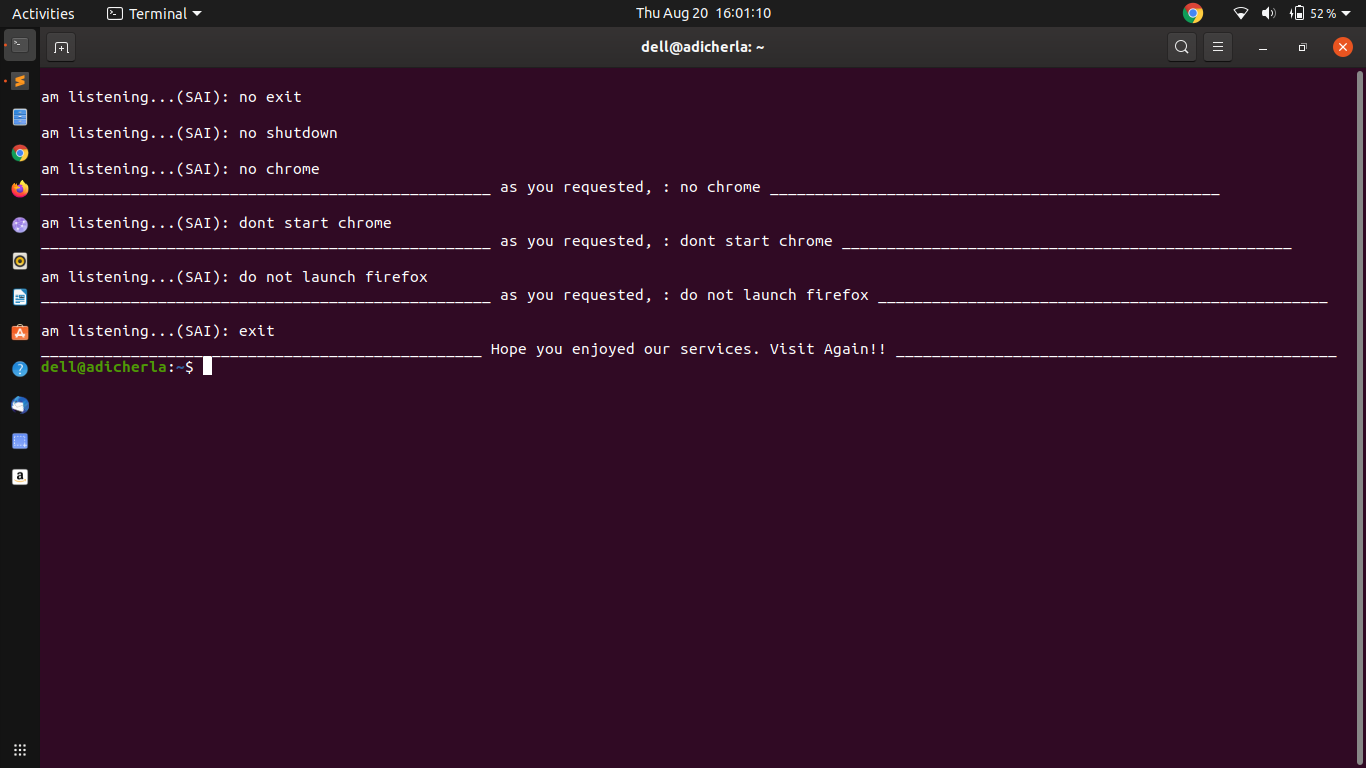 Activities Terminal Thu Aug 20 16:01:10 52 %
dell@adicherla: ~
am listening...(SAI): no exit
am listening...(SAI): no shutdown
am listening...(SAI): no chrome
__________________________________________________ as you requested, : no chrome __________________________________________________
am listening...(SAI): dont start chrome
__________________________________________________ as you requested, : dont start chrome __________________________________________________
am listening...(SAI): do not launch firefox
__________________________________________________ as you requested, : do not launch firefox __________________________________________________
am listening...(SAI): exit
_________________________________________________ Hope you enjoyed our services. Visit Again!! _________________________________________________
dell@adicherla:~$